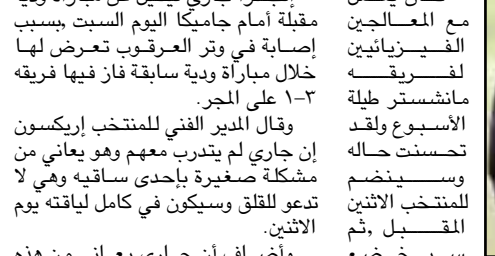 مقبلة أمام جاميكا اليوم السبت ,بسبب
إصابة في وتر العرقوب تعرض لها
خلال مباراة ودية سابقة فاز فيها فريقه
٣-١ على المجر.
وقال المدير الفني للمنتخب إريكسون
إن جاري لم يتدرب معهم وهو يعاني من
مشكلة صغيرة بإحدى ساقيه وهي لا
تدعو للقلق وسيكون في كامل لياقته يوم
الاثنين.
مع المعالجين
الفيزيائيين
لفريقه
مانشستر طيلة
الأسبوع ولقد
تحسنت حاله
وسينضم
للمنتخب الاثنين
المقبل ,ثم